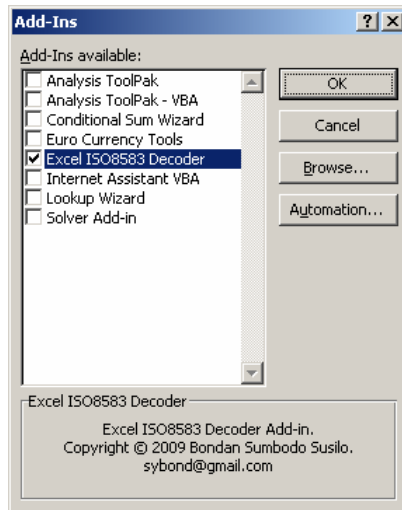 Add-Ins
Add-Ins available:
Analysis ToolPak
Analysis ToolPak - VBA
Conditional Sum Wizard
Euro Currency Tools
Excel ISO8583 Decoder
Internet Assistant VBA
Lookup Wizard
Solver Add-in
OK
Cancel
Browse...
Automation...
Excel ISO8583 Decoder
Excel ISO8583 Decoder Add-in.
Copyright © 2009 Bondan Sumbodo Susilo.
sybond@gmail.com